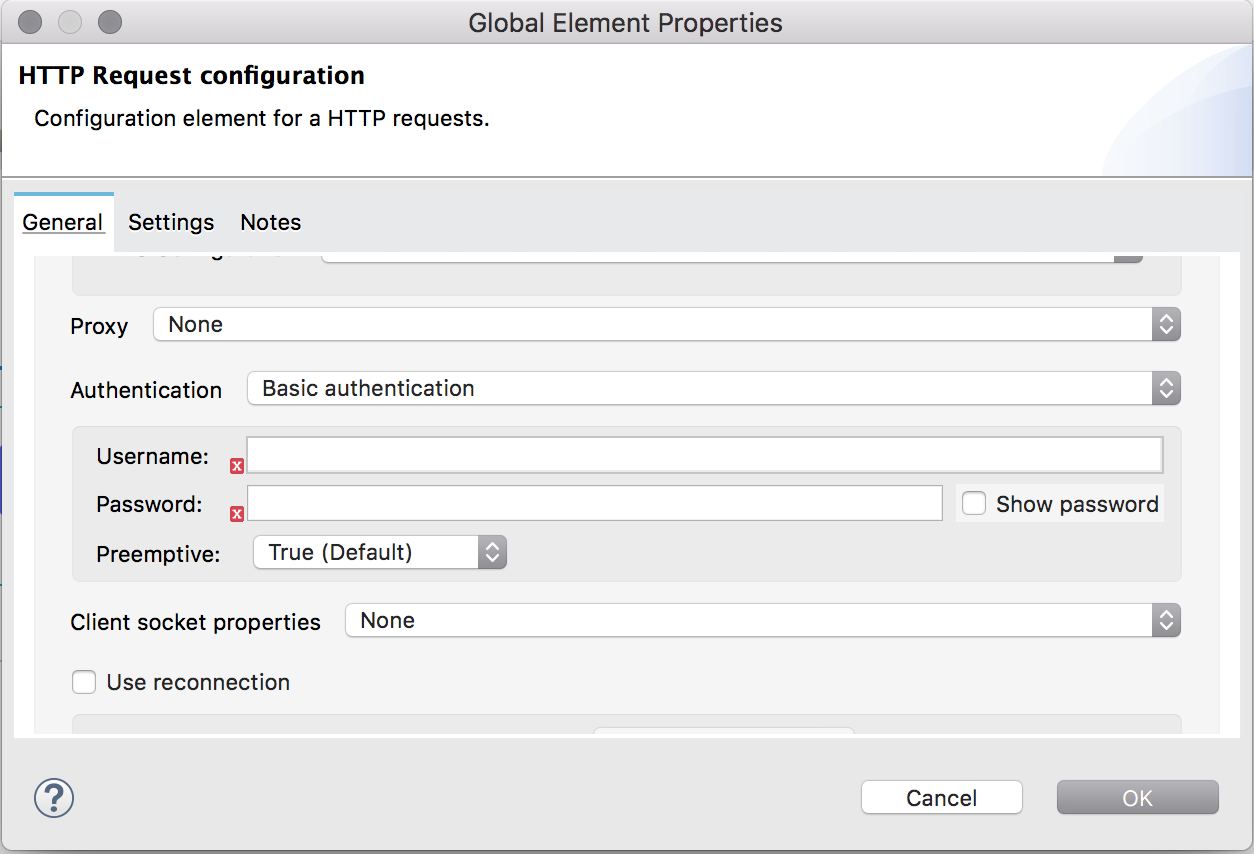 Global Element Properties
HTTP Request configuration
Configuration element for a HTTP requests.
General Settings Notes
Proxy None
Authentication Basic authentication
Username:
Password: Show password
Preemptive: True (Default)
Client socket properties None
Use reconnection
?
Cancel OK